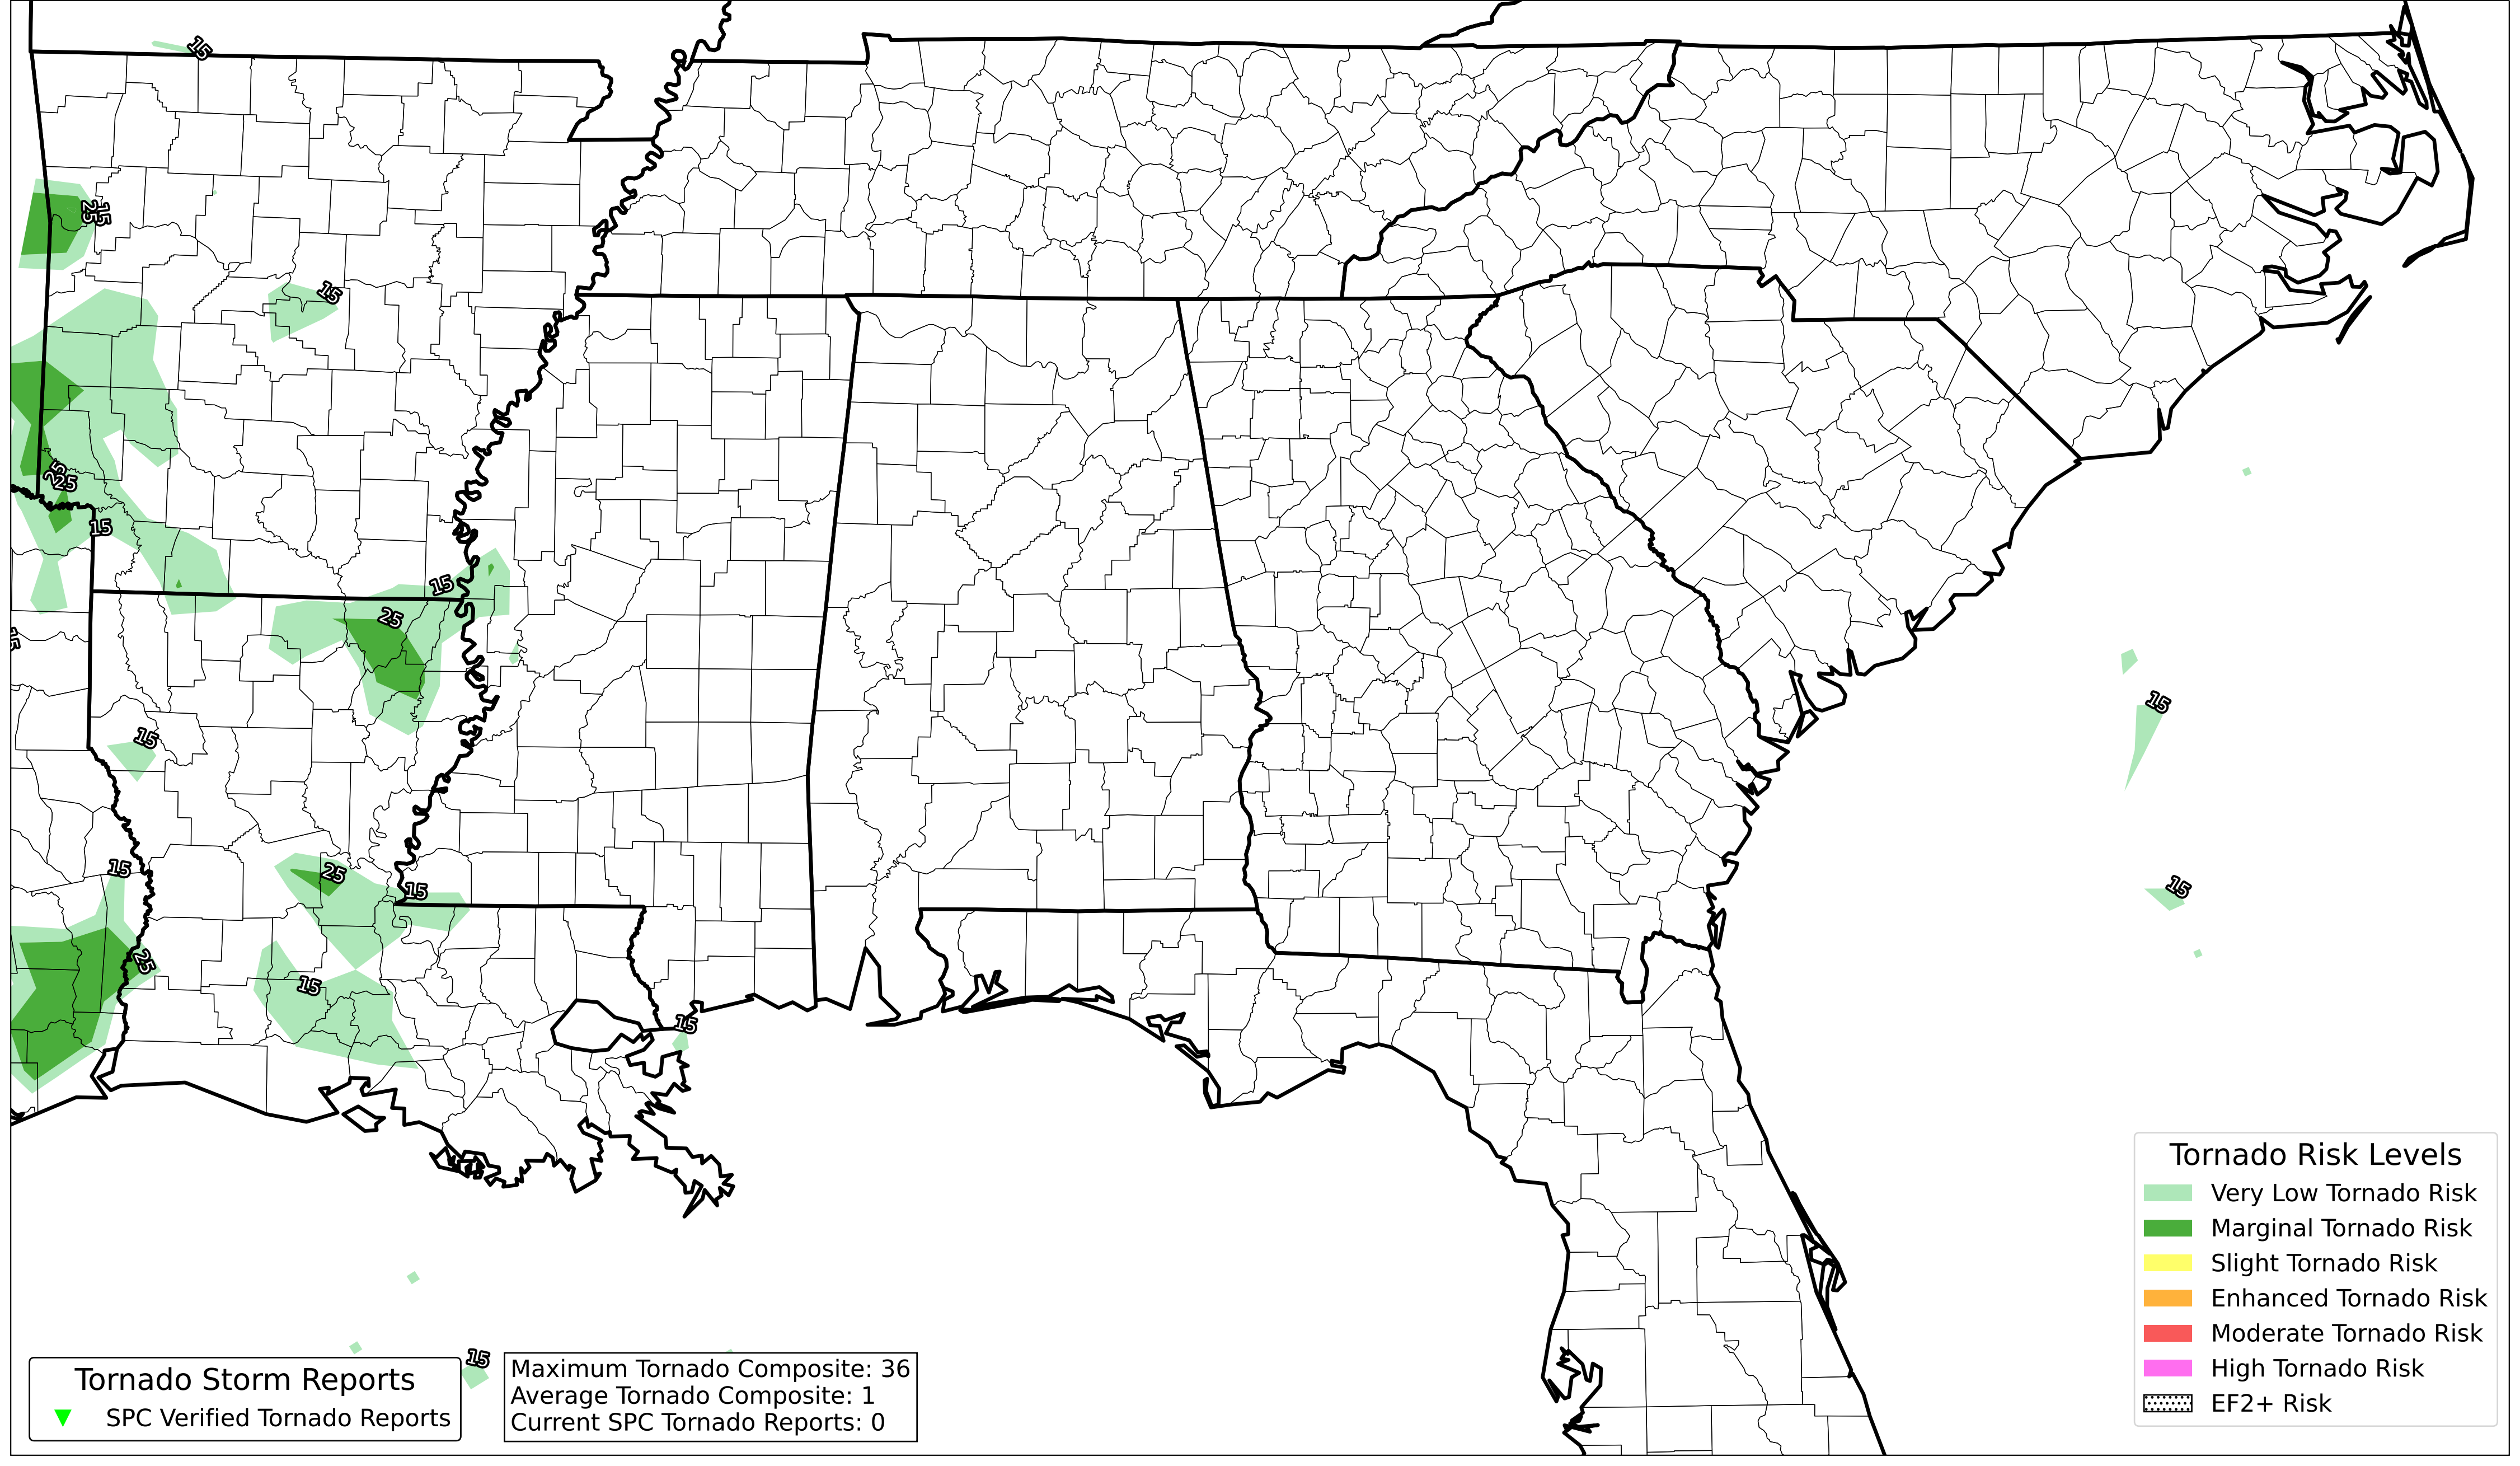 15
25
15
15
25
25
15
15
25
15
15
15
15
25
15
15
25
15
15
15
15
Tornado Risk Levels
Very Low Tornado Risk
Marginal Tornado Risk
Slight Tornado Risk
Enhanced Tornado Risk
Moderate Tornado Risk
High Tornado Risk
EF2+ Risk
Tornado Storm Reports
SPC Verified Tornado Reports
Maximum Tornado Composite: 36
Average Tornado Composite: 1
Current SPC Tornado Reports: 0